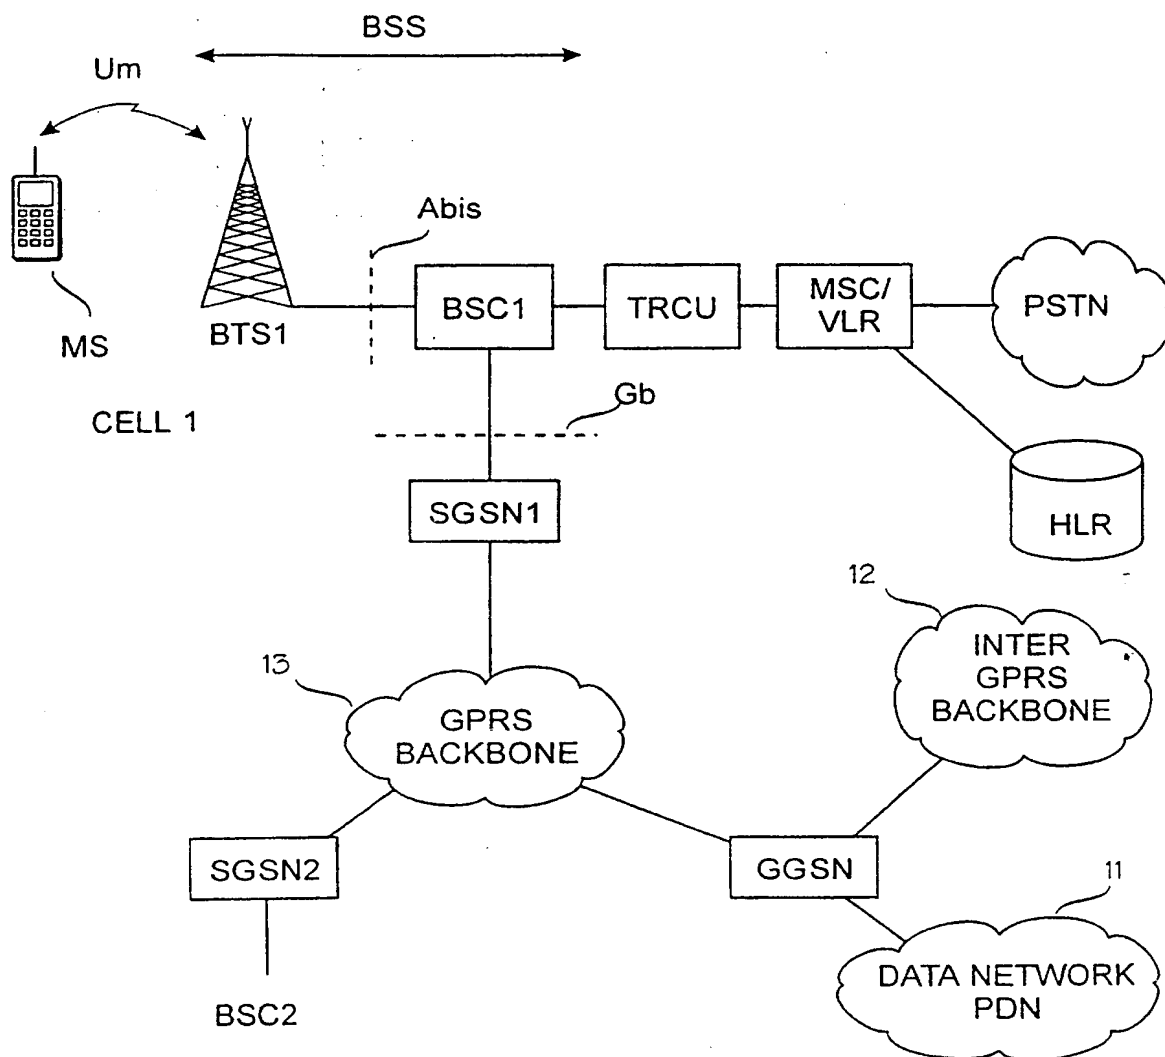 BSS
Um
Abis
BSC1
TRCU
MSC/
VLR
PSTN
BTS1
MS
CELL 1
Gb
SGSN1
HLR
12
INTER
GPRS
BACKBONE
13
GPRS
BACKBONE
SGSN2
GGSN
11
DATA NETWORK
PDN
BSC2